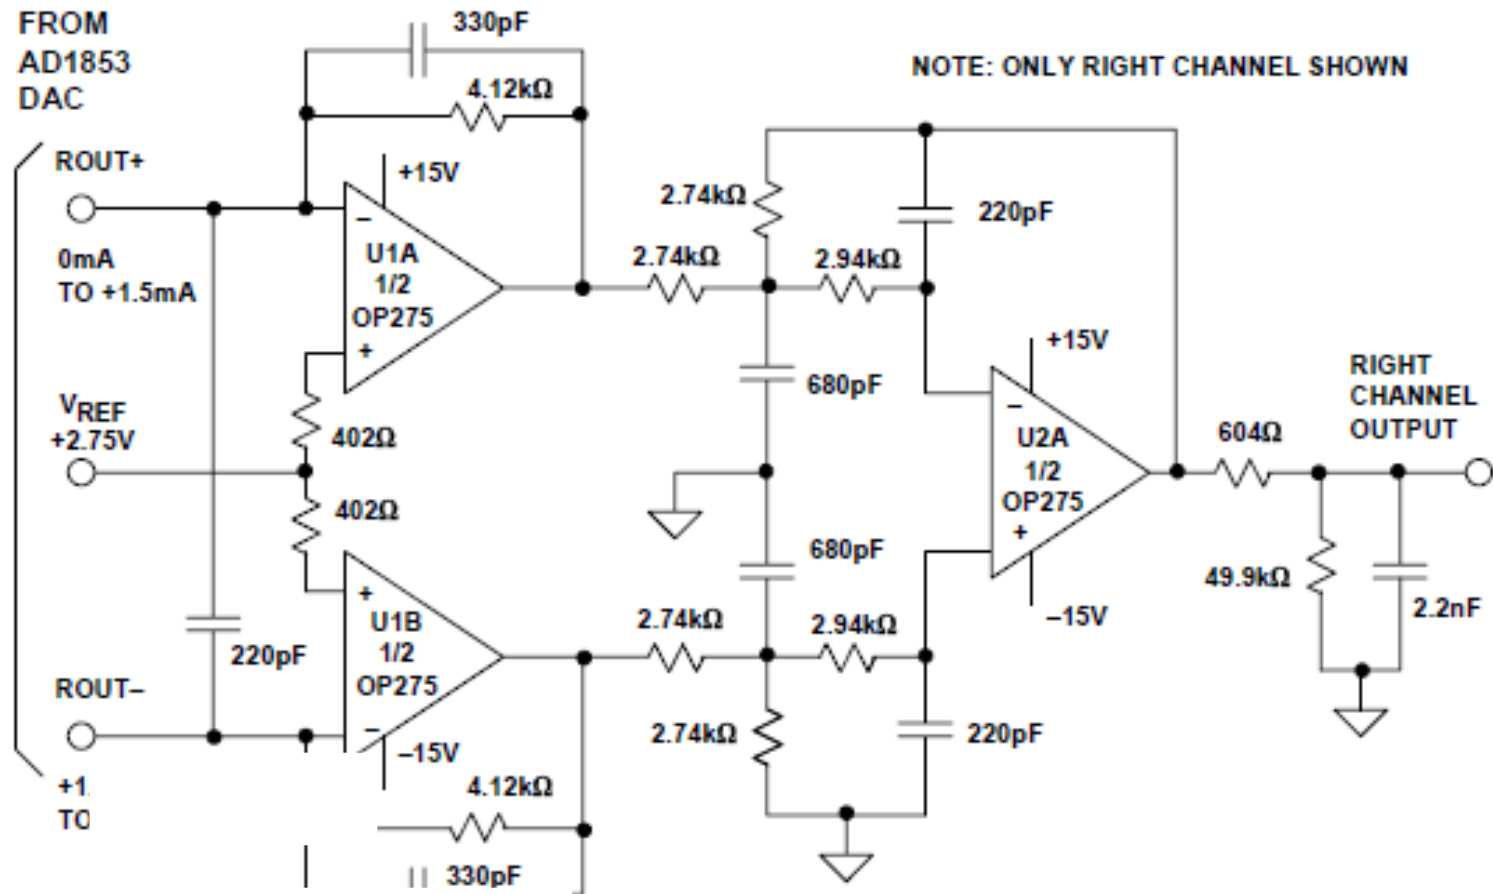 FROM
AD1853
DAC
330pF
4.12kΩ
NOTE: ONLY RIGHT CHANNEL SHOWN
ROUT+
+15V
0mA
TO +1.5mA
–
U1A
1/2
OP275
+
2.74kΩ
2.74kΩ
2.94kΩ
220pF
VREF
+2.75V
402Ω
402Ω
680pF
680pF
+15V
–
U2A
1/2
OP275
+
–15V
604Ω
RIGHT
CHANNEL
OUTPUT
49.9kΩ
2.2nF
220pF
+
U1B
1/2
OP275
–
–15V
2.74kΩ
2.94kΩ
2.74kΩ
220pF
ROUT–
+1.
TO
4.12kΩ
330pF